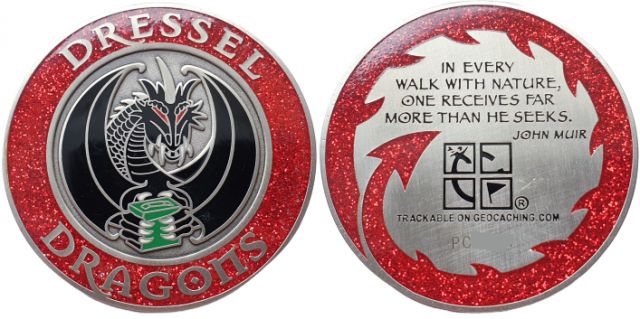 DRESSEL
DRAGONS
IN EVERY
WALK WITH NATURE,
ONE RECEIVES FAR
MORE THAN HE SEEKS.
JOHN MUIR
®
TRACKABLE ON GEOCACHING.COM
PC